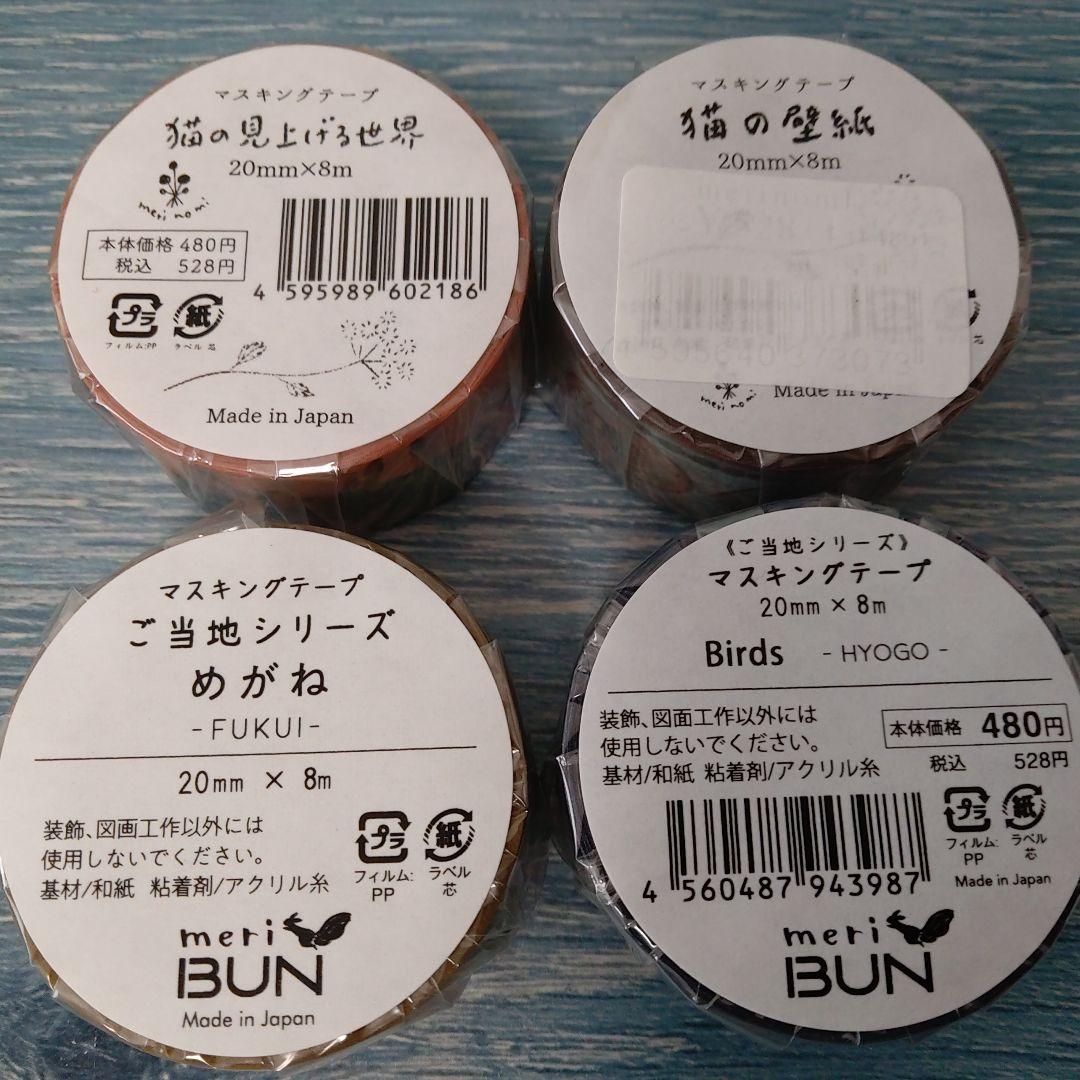 マスキングテープ
猫の見上げる世界
20mm×8m
meri no mi
本体価格 480円
税込 528円
4 595989 602186
プラ 紙
フィルム:PP ラベル 芯
Made in Japan
マスキングテープ
猫の壁紙
20mm×8m
meri no mi
Made in Japan
マスキングテープ
ご当地シリーズ
めがね
-FUKUI-
20mm × 8m
装飾、図画工作以外には
使用しないでください。
基材/和紙 粘着剤/アクリル糸
プラ 紙
フィルム: ラベル
PP 芯
meri
BUN
Made in Japan
《ご当地シリーズ》
マスキングテープ
20mm × 8m
Birds - HYOGO -
装飾、図面工作以外には
使用しないでください。
基材/和紙 粘着剤/アクリル糸
本体価格 480円
税込 528円
4 560487 943987
プラ 紙
フィルム: ラベル
PP 芯
Made in Japan
meri
BUN